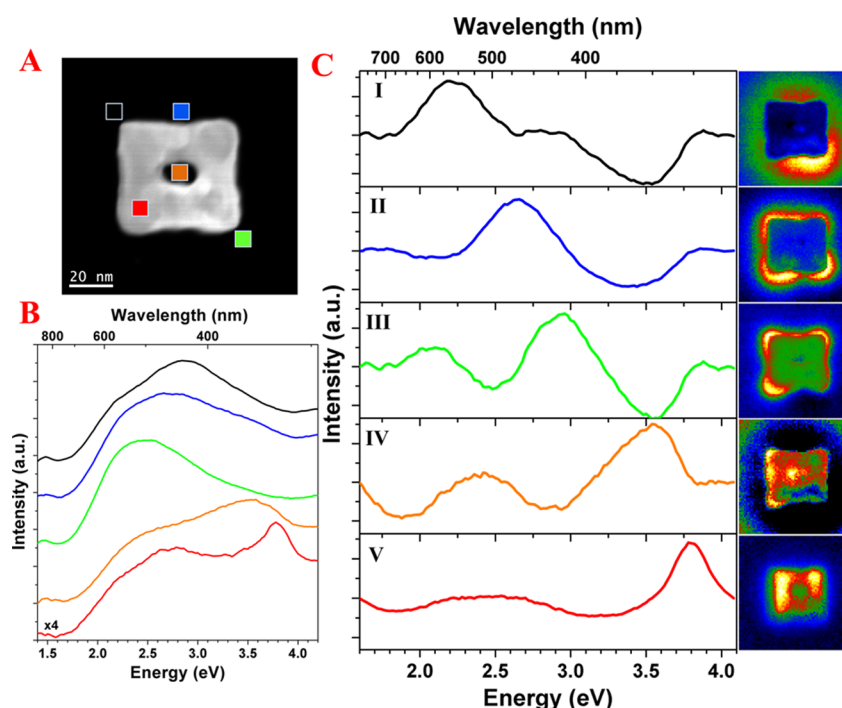 A
20 nm
B
Wavelength (nm)
800 600 400
Intensity (a.u.)
x4
1.5 2.0 2.5 3.0 3.5 4.0
Energy (eV)
C
Wavelength (nm)
700 600 500 400
I
II
III
IV
V
Intensity (a.u.)
2.0 2.5 3.0 3.5 4.0
Energy (eV)